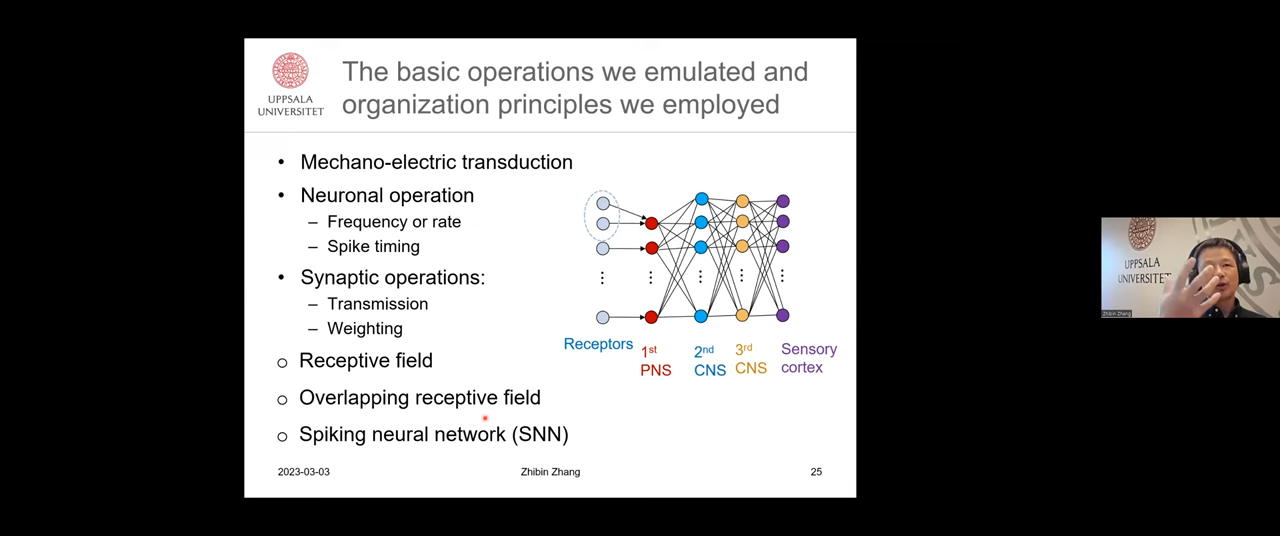 UPPSALA
UNIVERSITET
The basic operations we emulated and
organization principles we employed
• Mechano-electric transduction
• Neuronal operation
– Frequency or rate
– Spike timing
• Synaptic operations:
– Transmission
– Weighting
o Receptive field
o Overlapping receptive field
o Spiking neural network (SNN)
Receptors
1st
PNS
2nd
CNS
3rd
CNS
Sensory
cortex
2023-03-03
Zhibin Zhang
25
UPPSALA
UNIVERSITET
Zhibin Zhang